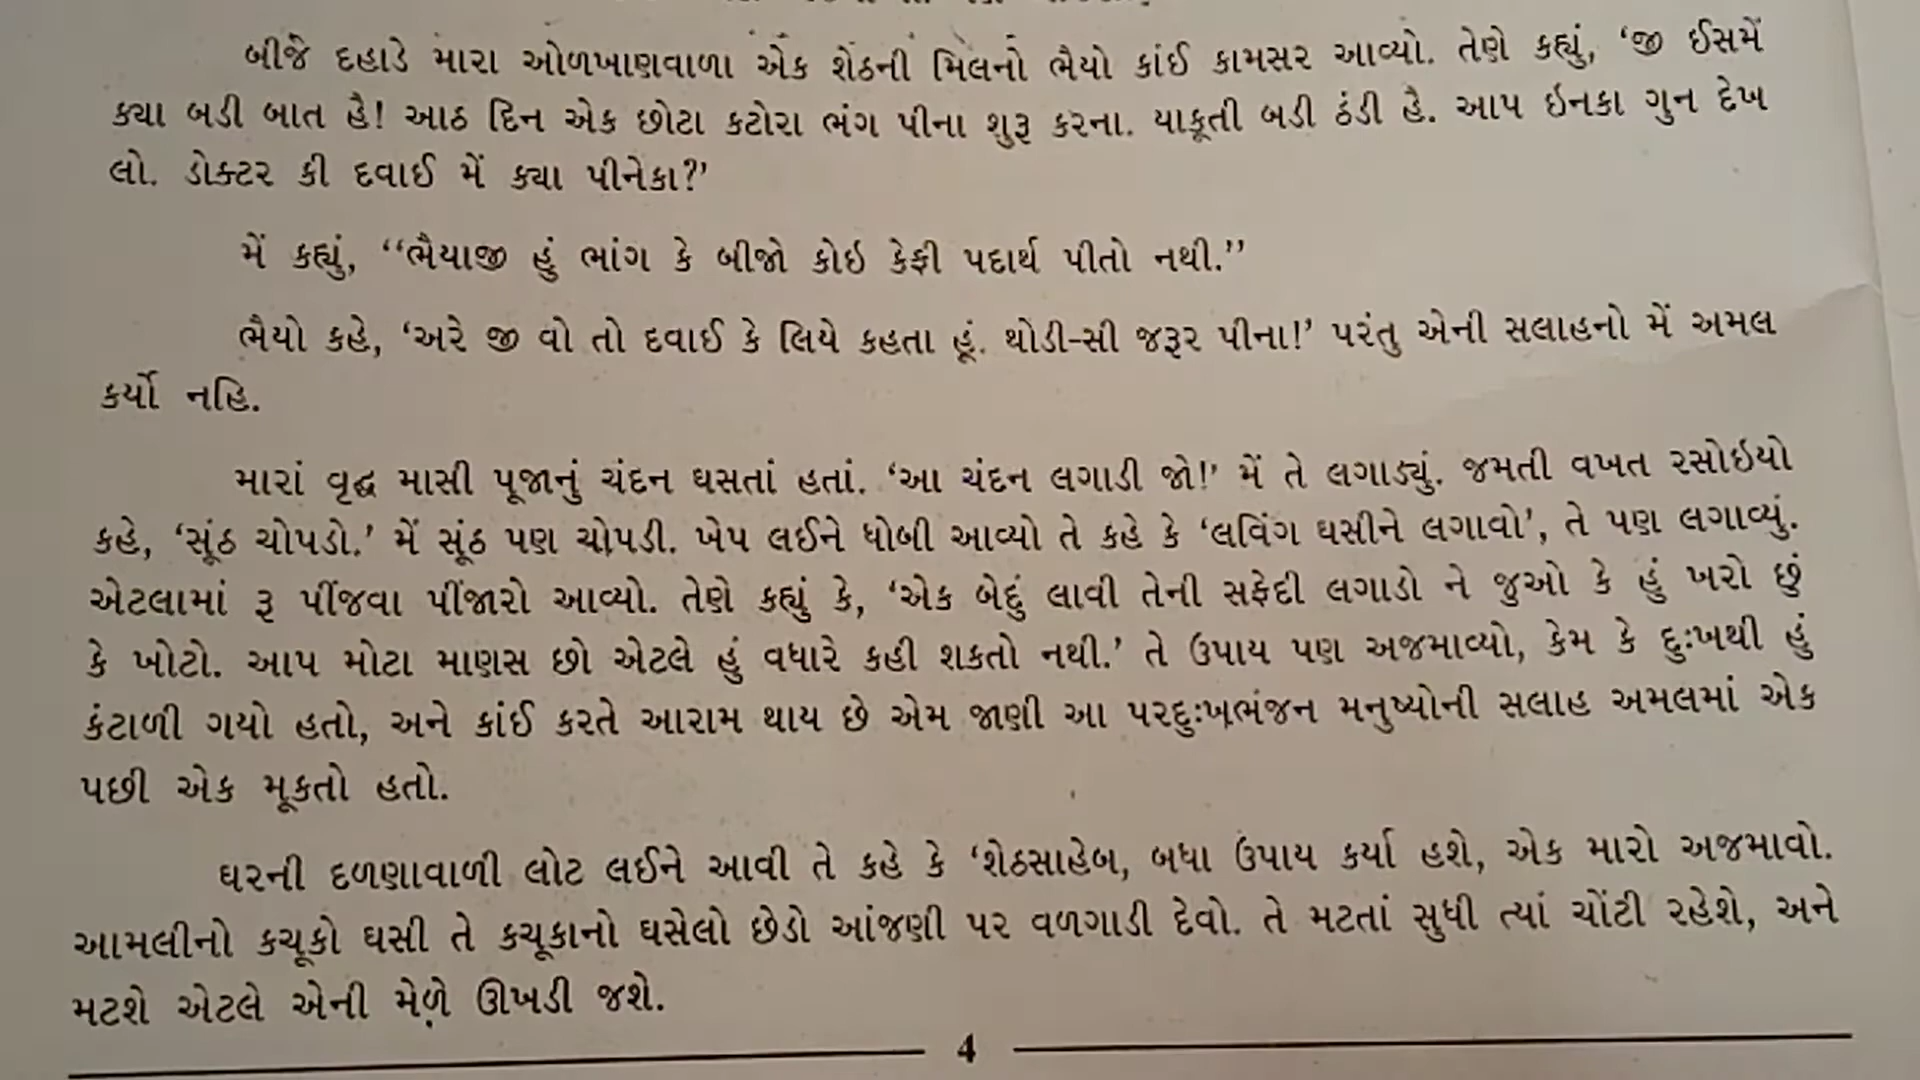 બીજે દહાડે મારા ઓળખાણવાળા એક શેઠની મિલનો ભૈયો કાંઈ કામસર આવ્યો. તેણે કહ્યું, ‘જી ઈસમેં
ક્યા બડી બાત હૈ! આઠ દિન એક છોટા કટોરા ભંગ પીના શુરૂ કરના. યાકૂતી બડી ઠંડી હૈ. આપ ઇનકા ગુન દેખ
લો. ડોક્ટર કી દવાઈ મેં ક્યા પીનેકા?’
મેં કહ્યું, “ભૈયાજી હું ભાંગ કે બીજો કોઇ કેફી પદાર્થ પીતો નથી.”
ભૈયો કહે, ‘અરે જી વો તો દવાઈ કે લિયે કહતા હૂં. થોડી-સી જરૂર પીના!’ પરંતુ એની સલાહનો મેં અમલ
કર્યો નહિ.
મારાં વૃદ્ધ માસી પૂજાનું ચંદન ઘસતાં હતાં. ‘આ ચંદન લગાડી જો!’ મેં તે લગાડ્યું. જમતી વખત રસોઇયો
કહે, ‘સૂંઠ ચોપડો.’ મેં સૂંઠ પણ ચોપડી. ખેપ લઈને ધોબી આવ્યો તે કહે કે ‘લવિંગ ઘસીને લગાવો’, તે પણ લગાવ્યું.
એટલામાં રૂ પીંજવા પીંજારો આવ્યો. તેણે કહ્યું કે, ‘એક બેદું લાવી તેની સફેદી લગાડો ને જુઓ કે હું ખરો છું
કે ખોટો. આપ મોટા માણસ છો એટલે હું વધારે કહી શકતો નથી.’ તે ઉપાય પણ અજમાવ્યો, કેમ કે દુઃખથી હું
કંટાળી ગયો હતો, અને કાંઈ કરતે આરામ થાય છે એમ જાણી આ પરદુઃખભંજન મનુષ્યોની સલાહ અમલમાં એક
પછી એક મૂકતો હતો.
ઘરની દળણાવાળી લોટ લઈને આવી તે કહે કે ‘શેઠસાહેબ, બધા ઉપાય કર્યા હશે, એક મારો અજમાવો.
આમલીનો કચૂકો ઘસી તે કચૂકાનો ઘસેલો છેડો આંજણી પર વળગાડી દેવો. તે મટતાં સુધી ત્યાં ચોંટી રહેશે, અને
મટશે એટલે એની મેળે ઊખડી જશે.
4